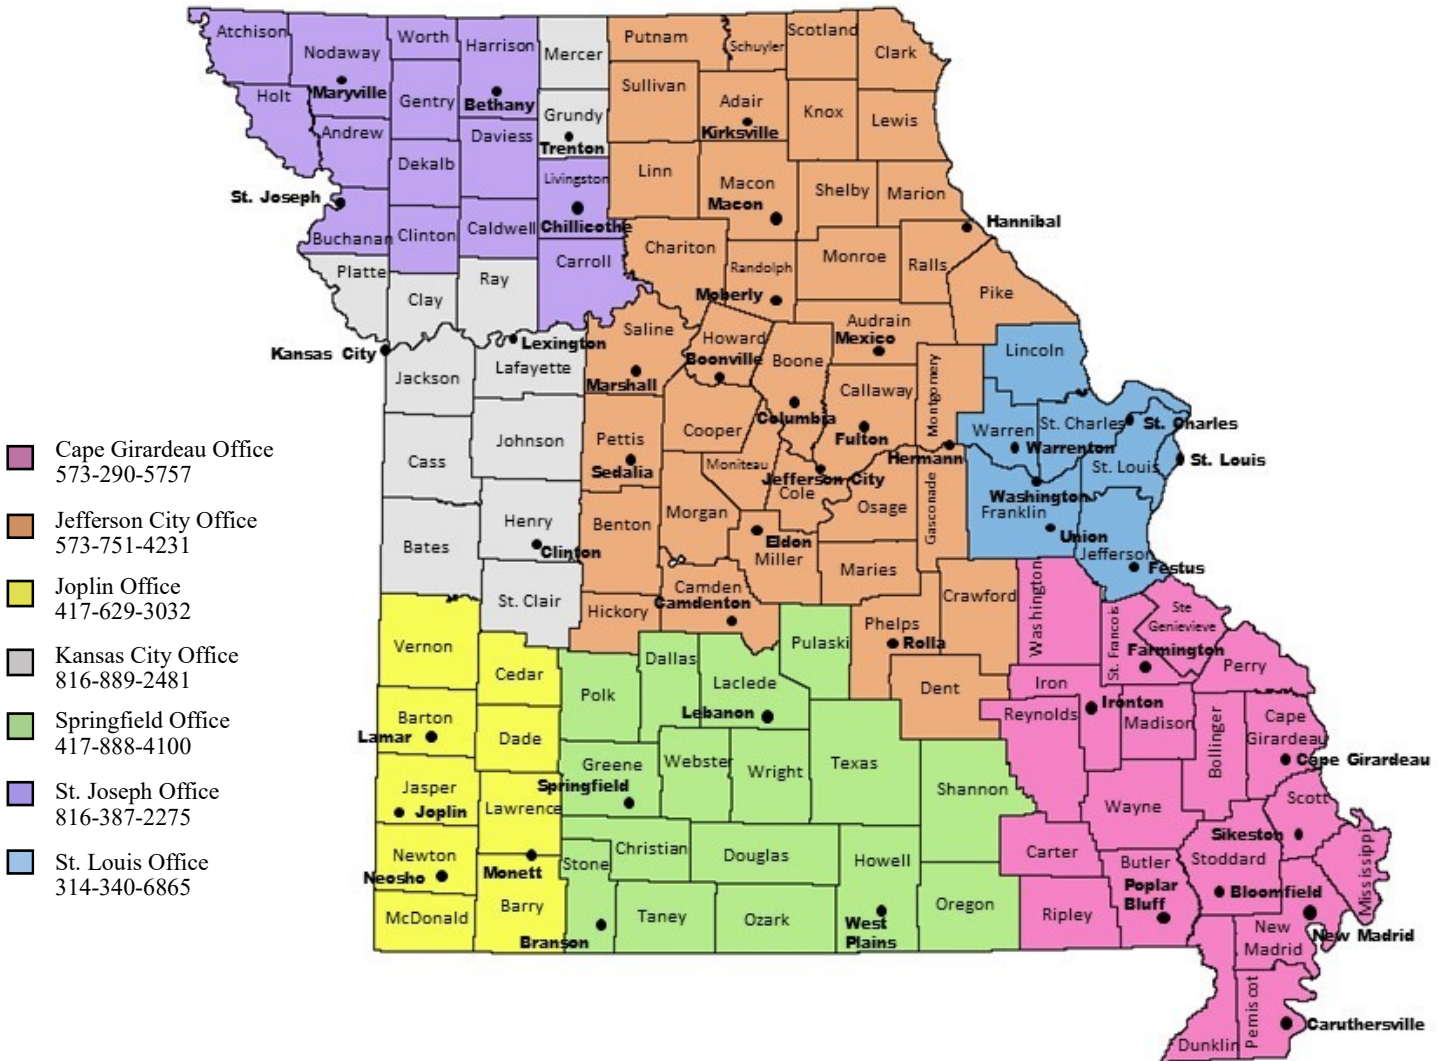 Atchison
Nodaway
Worth
Harrison
Mercer
Putnam
Schuyler
Scotland
Clark
Holt
Maryville
Gentry
Bethany
Grundy
Sullivan
Adair
Kirksville
Knox
Lewis
Andrew
Dekalb
Daviess
Trenton
Livingston
Linn
Macon
Macon
Shelby
Marion
St. Joseph
Buchanan
Clinton
Caldwell
Chillicothe
Chariton
Randolph
Monroe
Ralls
Hannibal
Platte
Clay
Ray
Carroll
Moberly
Pike
Kansas City
Lexington
Saline
Howard
Boonville
Boone
Audrain
Mexico
Lincoln
Jackson
Lafayette
Marshall
Columbia
Callaway
Fulton
Montgomery
Warren
Warrenton
St. Charles
St. Charles
Cape Girardeau Office
573-290-5757
Cass
Johnson
Pettis
Sedalia
Cooper
Moniteau
Jefferson City
Cole
Hermann
St. Louis
St. Louis
Washington
Franklin
Jefferson City Office
573-751-4231
Bates
Henry
Clinton
Benton
Morgan
Eldon
Miller
Osage
Gasconade
Union
Jefferson
Festus
Joplin Office
417-629-3032
St. Clair
Hickory
Camden
Camdenton
Maries
Phelps
Rolla
Crawford
Washington
St. Francois
Ste
Genievieve
Farmington
Perry
Kansas City Office
816-889-2481
Vernon
Cedar
Polk
Dallas
Laclede
Lebanon
Pulaski
Dent
Iron
Ironton
Reynolds
Madison
Bollinger
Cape
Girardeau
Cape Girardeau
Springfield Office
417-888-4100
Barton
Lamar
Dade
Greene
Springfield
Webster
Wright
Texas
Shannon
Wayne
Scott
Sikeston
Mississippi
St. Joseph Office
816-387-2275
Jasper
Joplin
Lawrence
Christian
Douglas
Howell
Carter
Butler
Poplar
Bluff
Stoddard
Bloomfield
St. Louis Office
314-340-6865
Newton
Neosho
Monett
Stone
McDonald
Barry
Branson
Taney
Ozark
West
Plains
Oregon
Ripley
New
Madrid
New Madrid
Pemiscot
Caruthersville
Dunklin